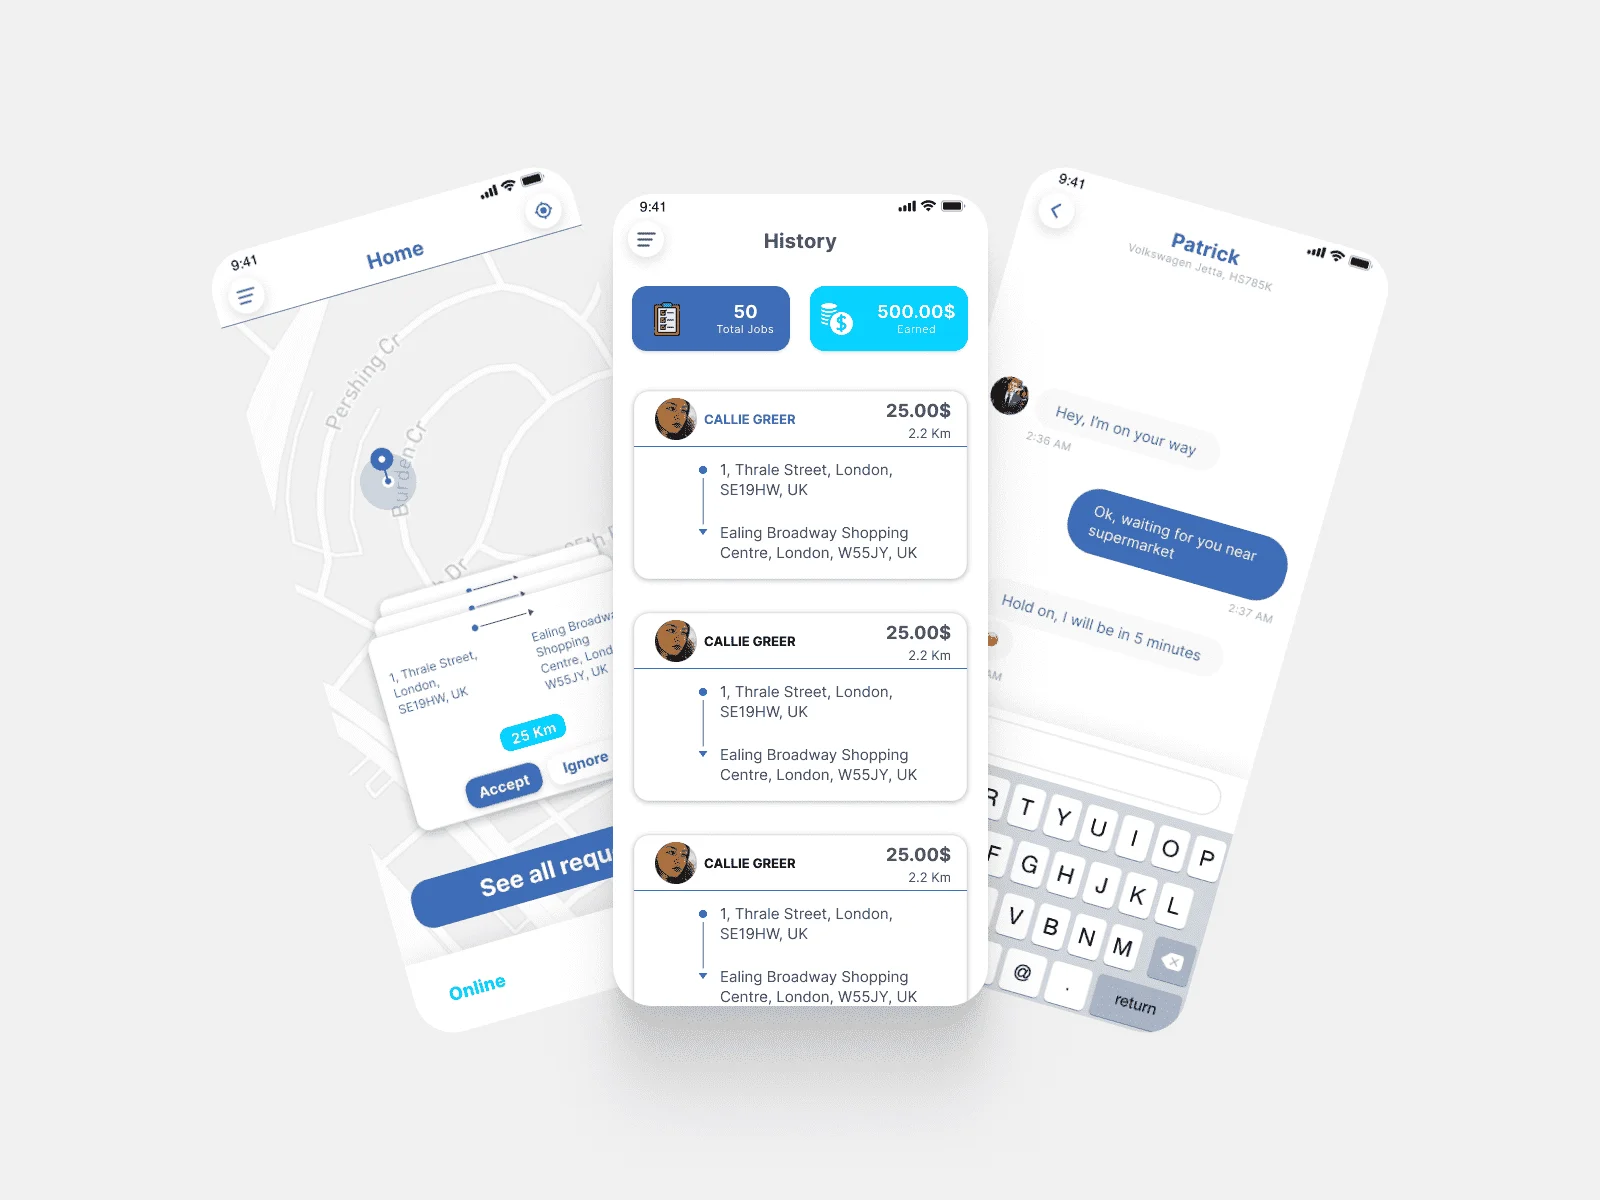 9:41
Home
Pershing Cr
Burden Cr
1, Thrale Street,
London,
SE19HW, UK
Ealing
Shopping
Centre,
W55JY, UK
25 Km
Accept
Ignore
See all
Online
9:41
History
50
Total Jobs
500.00$
Earned
CALLIE GREER
25.00$
2.2 Km
1, Thrale Street, London,
SE19HW, UK
Ealing Broadway Shopping
Centre, London, W55JY, UK
CALLIE GREER
25.00$
2.2 Km
1, Thrale Street, London,
SE19HW, UK
Ealing Broadway Shopping
Centre, London, W55JY, UK
CALLIE GREER
25.00$
2.2 Km
1, Thrale Street, London,
SE19HW, UK
Ealing Broadway Shopping
Centre, London, W55JY, UK
9:41
Patrick
Volkswagen Jetta, HS785K
Hey, I'm on your way
2:36 AM
Ok, waiting for you near
supermarket
2:37 AM
Hold on, I will be in 5 minutes
AM
R T Y U I O P
F G H J K L
V B N M
@ . return